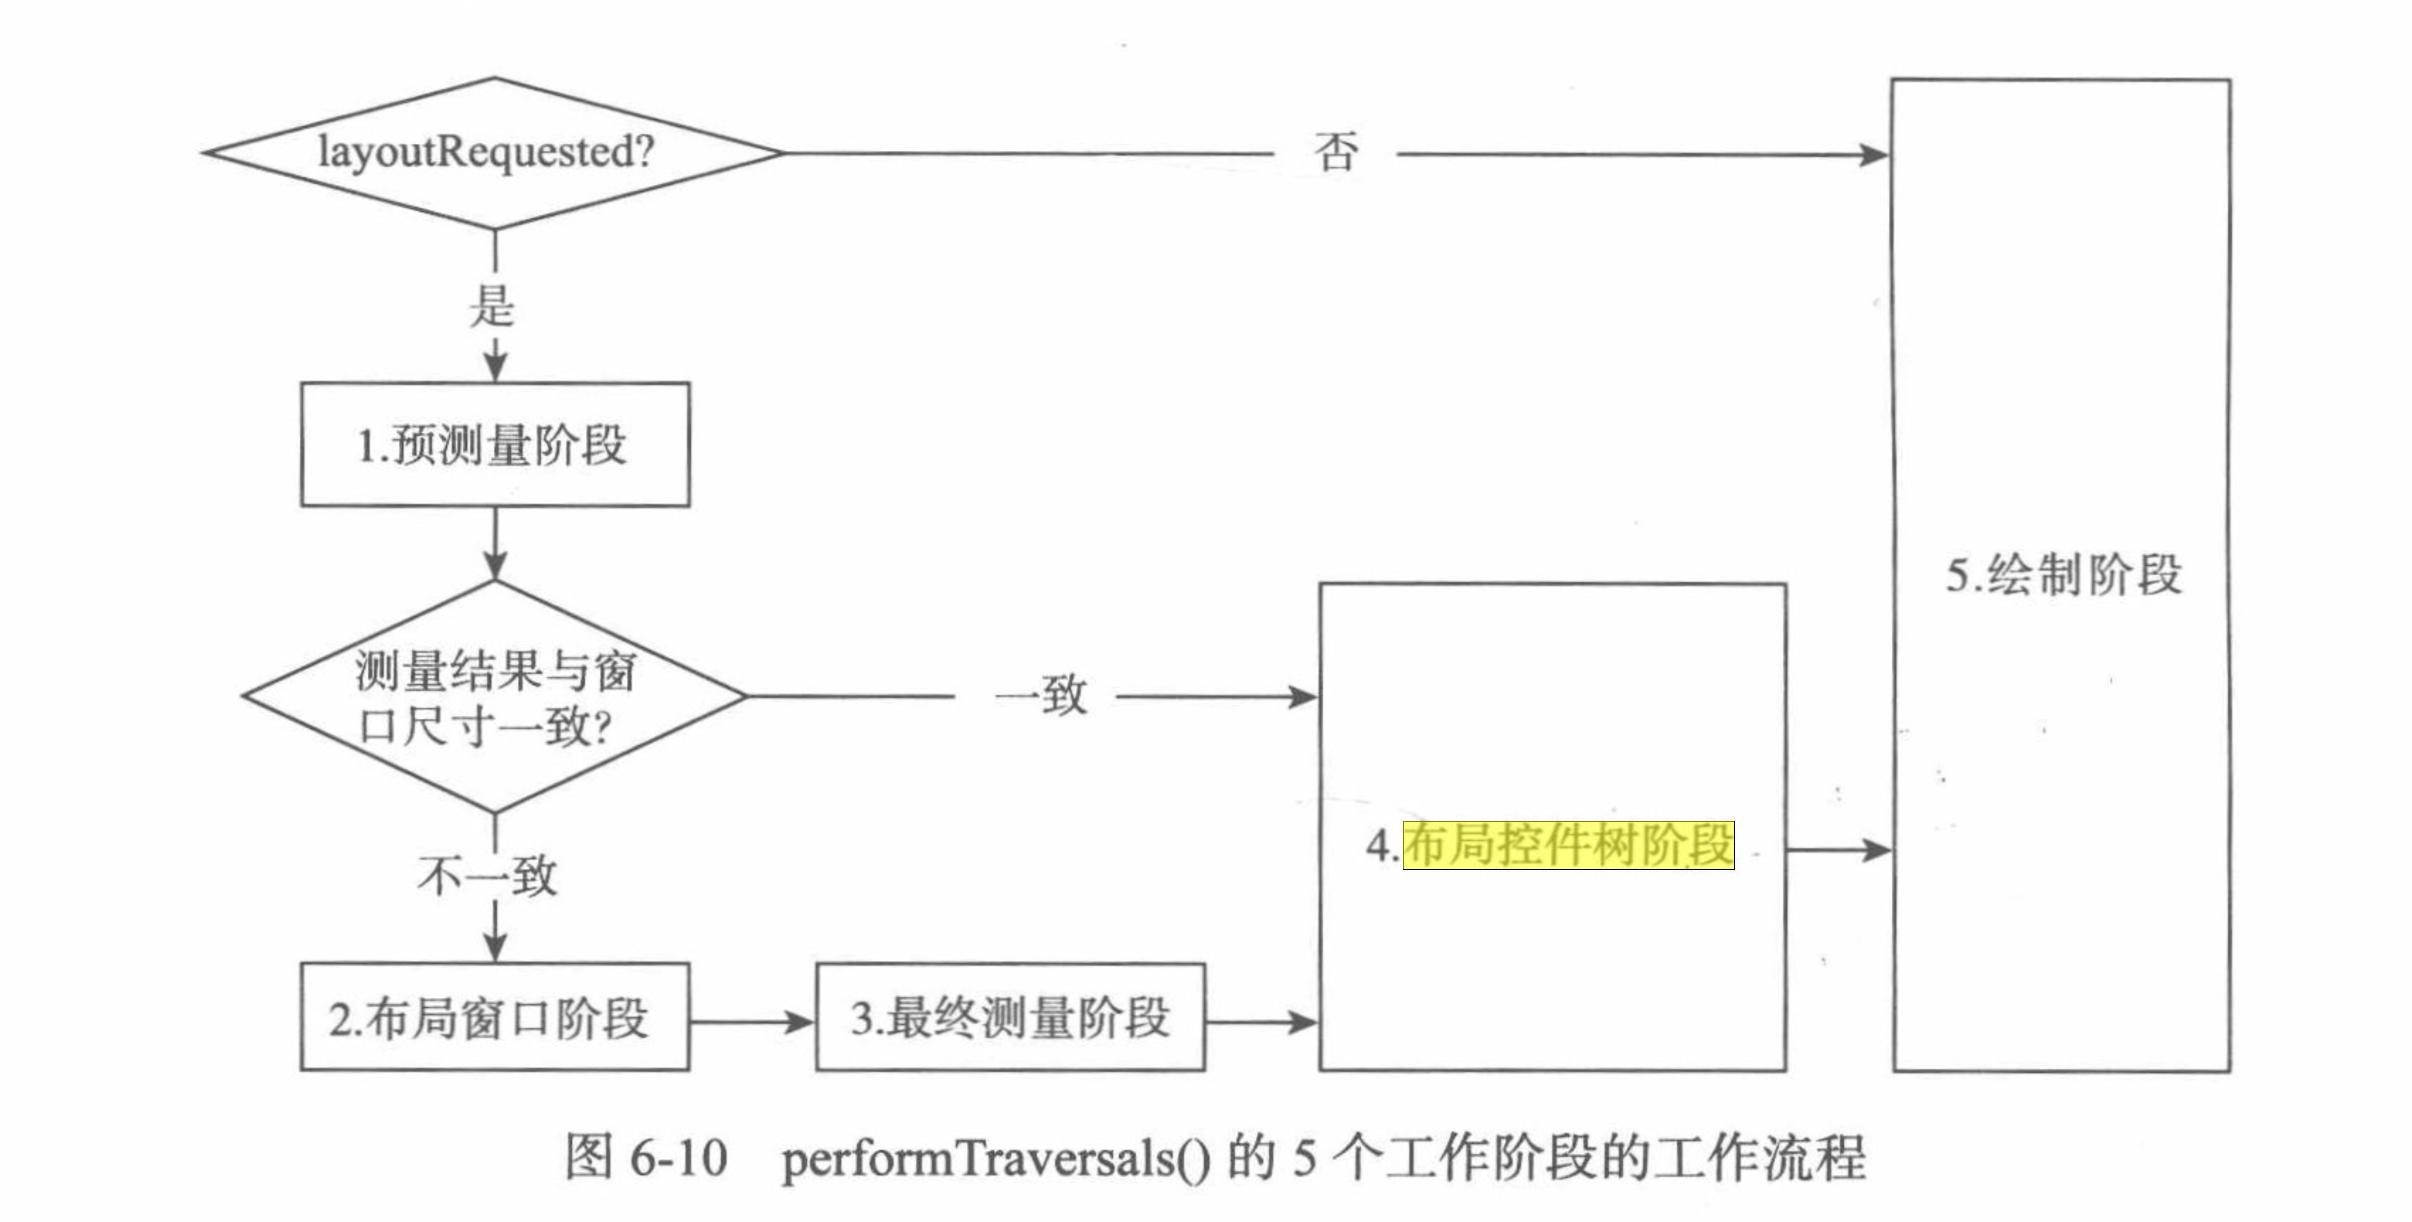 layoutRequested?
否
是
1.预测量阶段
测量结果与窗
口尺寸一致?
一致
不一致
2.布局窗口阶段
3.最终测量阶段
4.布局控件树阶段
5.绘制阶段
图 6-10 performTraversals() 的 5 个工作阶段的工作流程